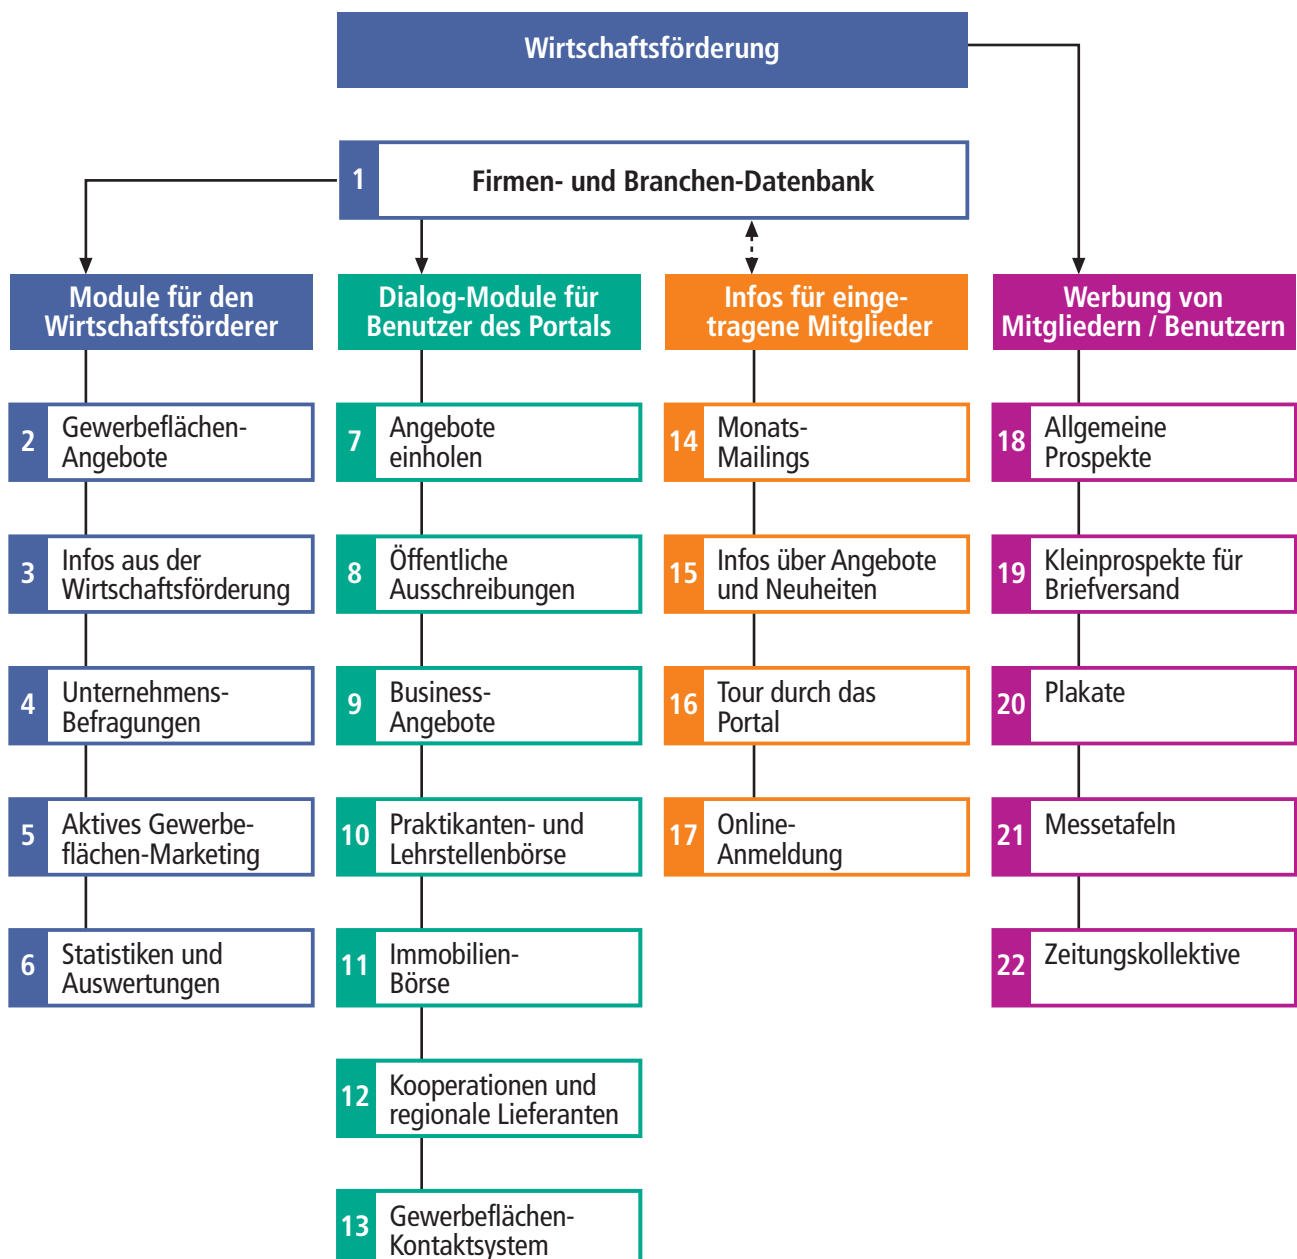 Wirtschaftsförderung
1
Firmen- und Branchen-Datenbank
Module für den
Wirtschaftsförderer
2
Gewerbeflächen-
Angebote
3
Infos aus der
Wirtschaftsförderung
4
Unternehmens-
Befragungen
5
Aktives Gewerbe-
flächen-Marketing
6
Statistiken und
Auswertungen
Dialog-Module für
Benutzer des Portals
7
Angebote
einholen
8
Öffentliche
Ausschreibungen
9
Business-
Angebote
10
Praktikanten- und
Lehrstellenbörse
11
Immobilien-
Börse
12
Kooperationen und
regionale Lieferanten
13
Gewerbeflächen-
Kontaktsystem
Infos für einge-
tragene Mitglieder
14
Monats-
Mailings
15
Infos über Angebote
und Neuheiten
16
Tour durch das
Portal
17
Online-
Anmeldung
Werbung von
Mitgliedern / Benutzern
18
Allgemeine
Prospekte
19
Kleinprospekte für
Briefversand
20
Plakate
21
Messetafeln
22
Zeitungskollektive